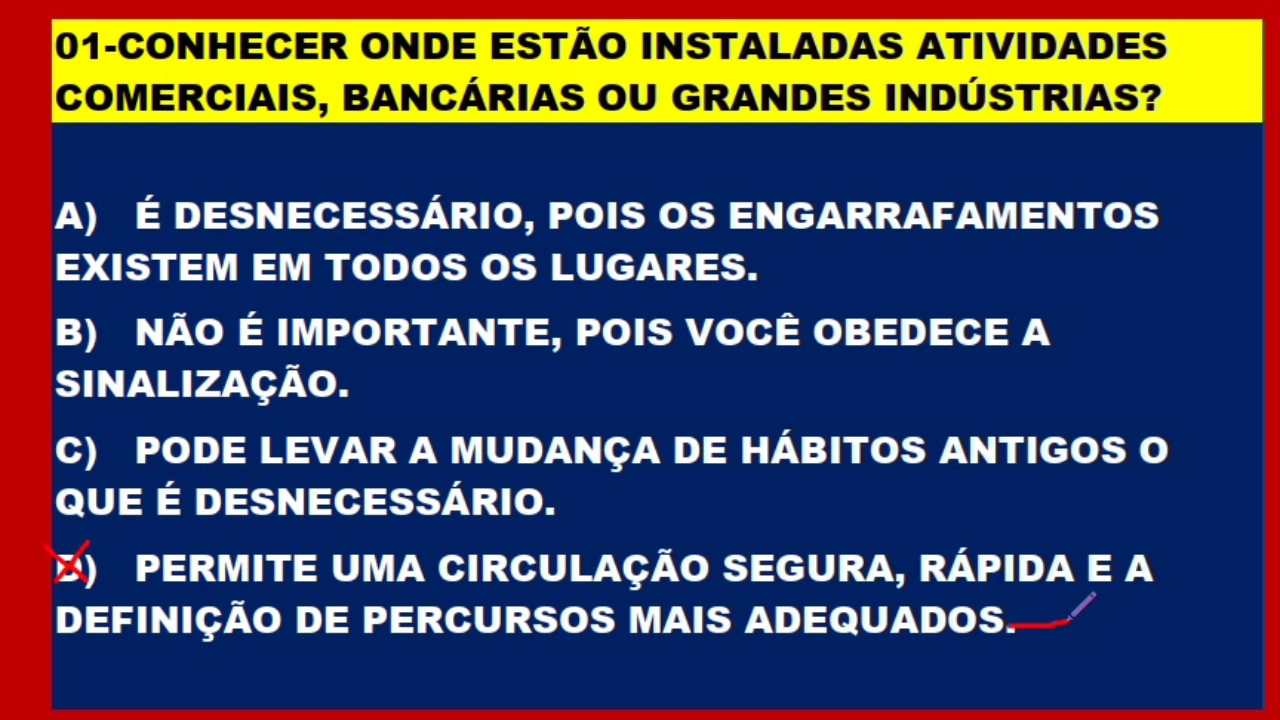 01-CONHECER ONDE ESTÃO INSTALADAS ATIVIDADES
COMERCIAIS, BANCÁRIAS OU GRANDES INDÚSTRIAS?
A) É DESNECESSÁRIO, POIS OS ENGARRAFAMENTOS
EXISTEM EM TODOS OS LUGARES.
B) NÃO É IMPORTANTE, POIS VOCÊ OBEDECE A
SINALIZAÇÃO.
C) PODE LEVAR A MUDANÇA DE HÁBITOS ANTIGOS O
QUE É DESNECESSÁRIO.
D) PERMITE UMA CIRCULAÇÃO SEGURA, RÁPIDA E A
DEFINIÇÃO DE PERCURSOS MAIS ADEQUADOS.